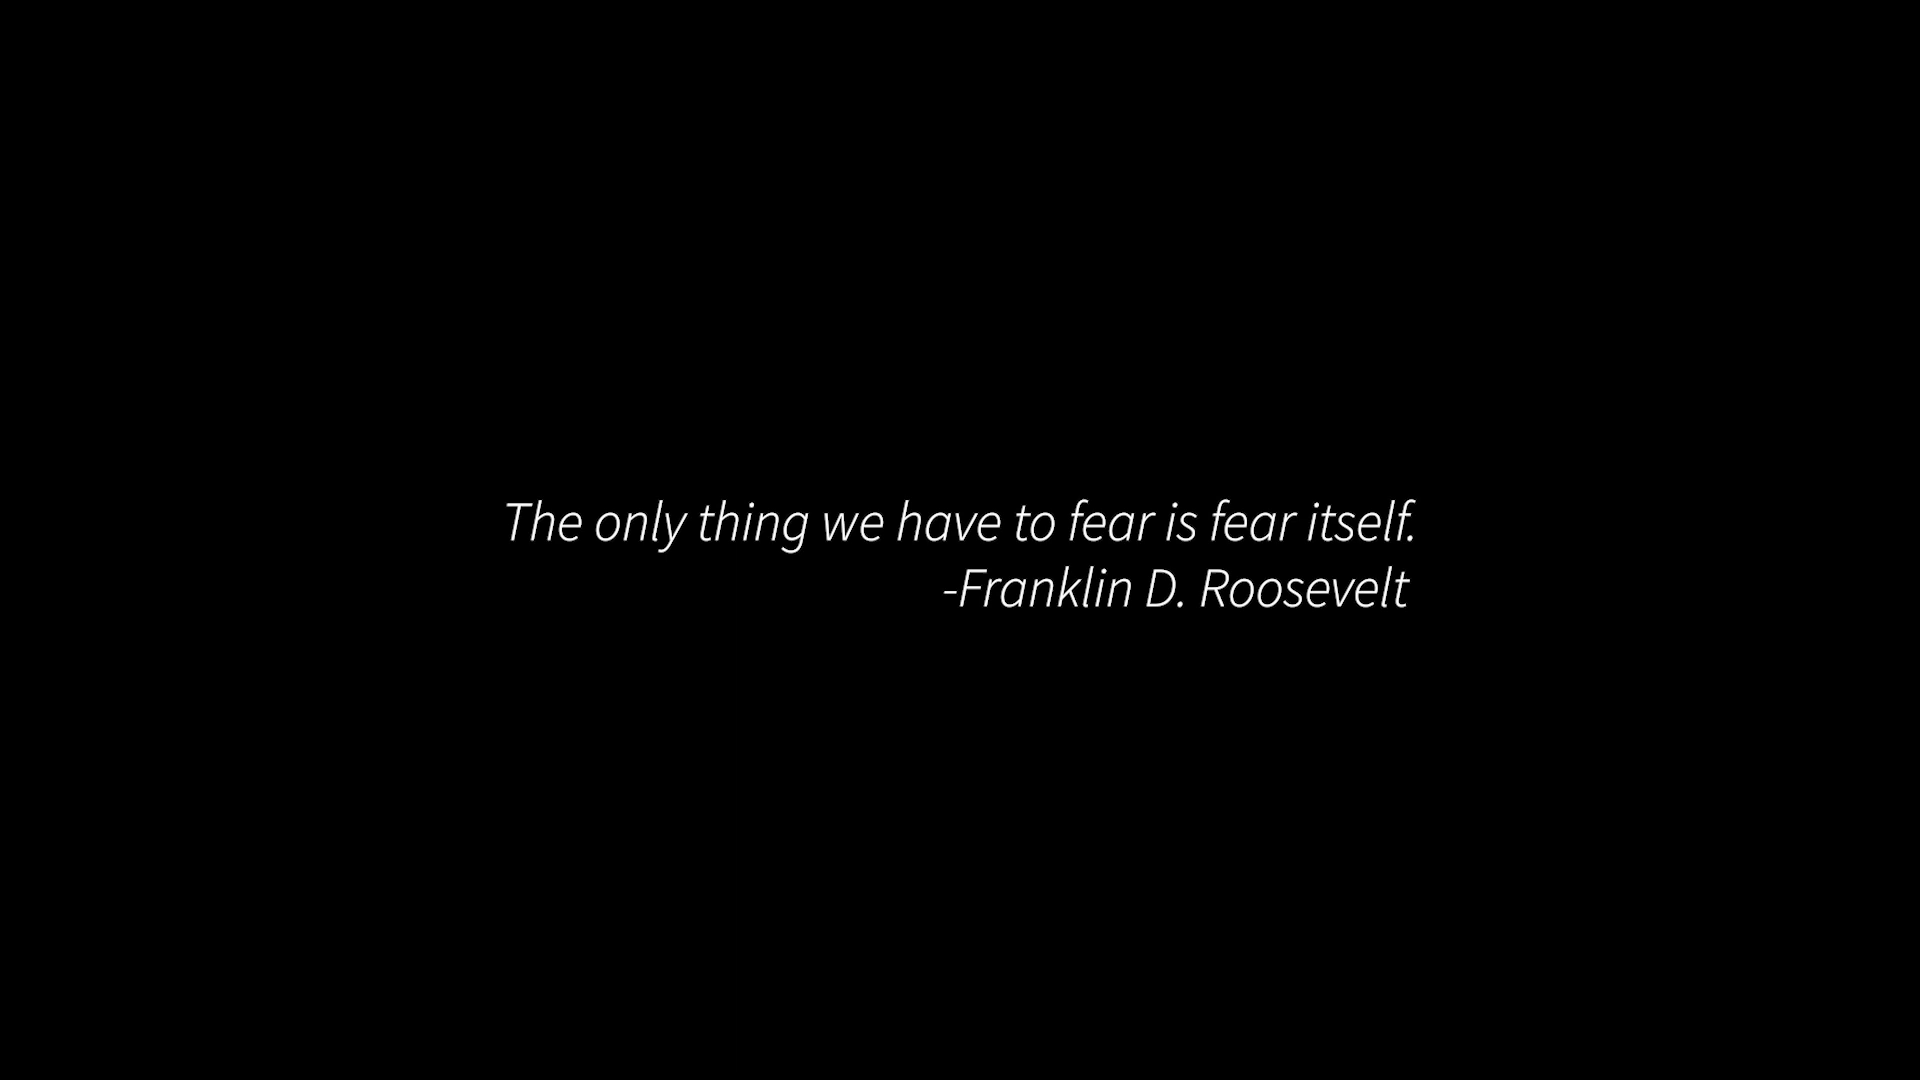 The only thing we have to fear is fear itself.
-Franklin D. Roosevelt